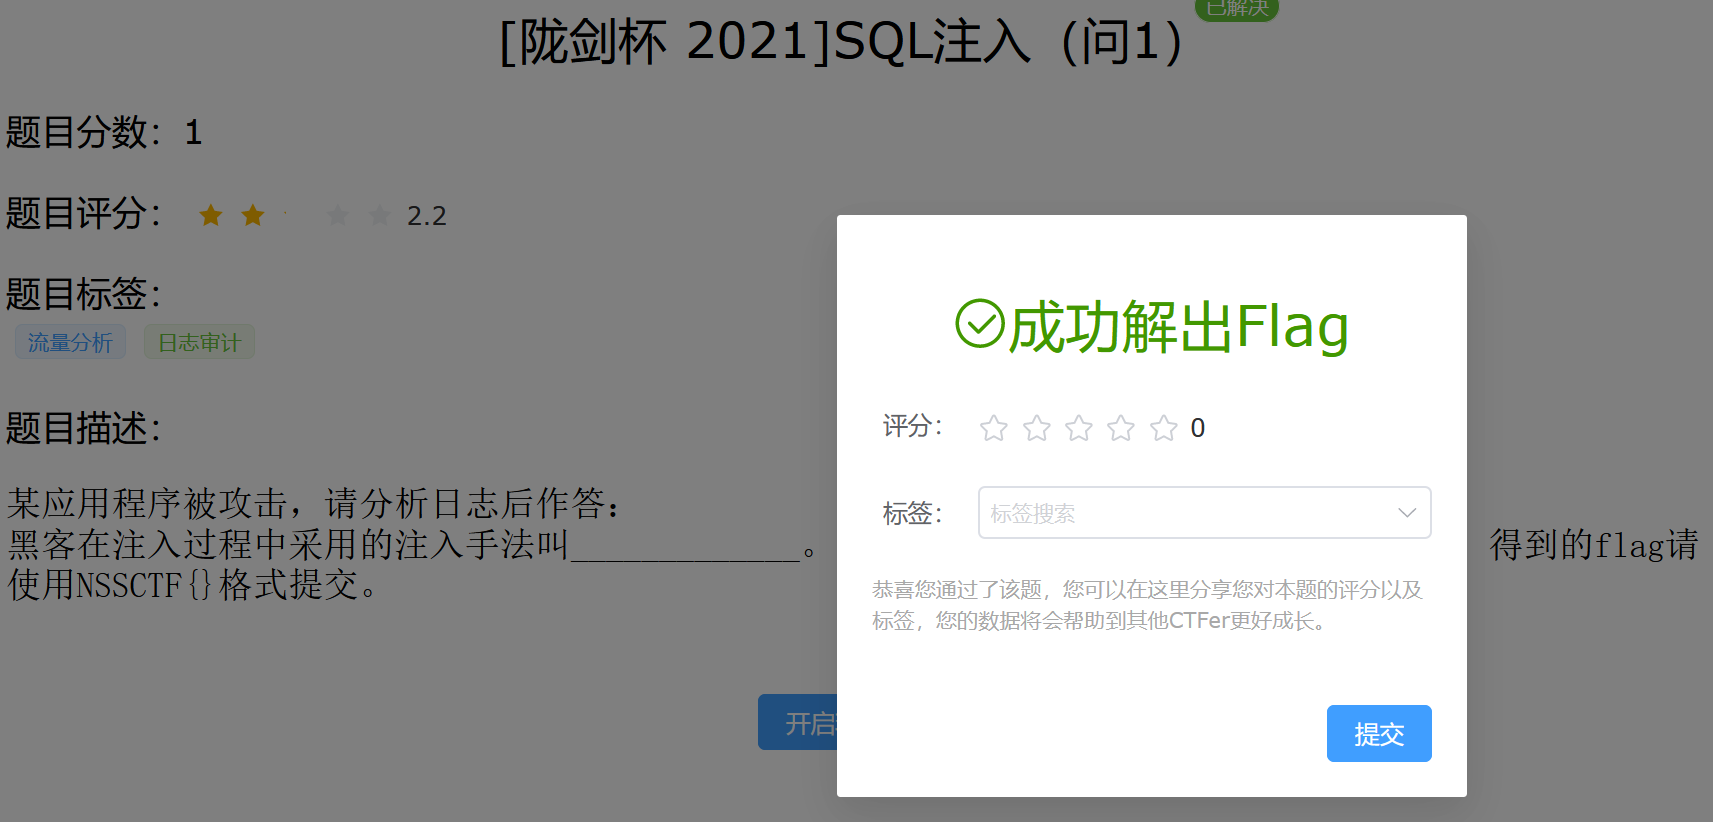 已解决
[陇剑杯 2021]SQL注入（问1）
题目分数：1
题目评分： 2.2
题目标签：
流量分析 日志审计
题目描述：
某应用程序被攻击，请分析日志后作答：
黑客在注入过程中采用的注入手法叫_____________。 得到的flag请
使用NSSCTF{}格式提交。
开启
成功解出Flag
评分： 0
标签： 标签搜索
恭喜您通过了该题，您可以在这里分享您对本题的评分以及
标签，您的数据将会帮助到其他CTFer更好成长。
提交